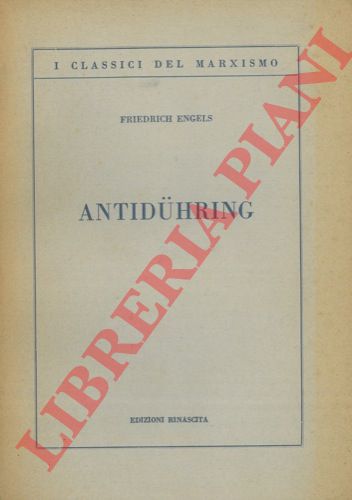 I CLASSICI DEL MARXISMO
FRIEDRICH ENGELS
ANTIDÜHRING
EDIZIONI RINASCITA
LIBRERIA PIANI